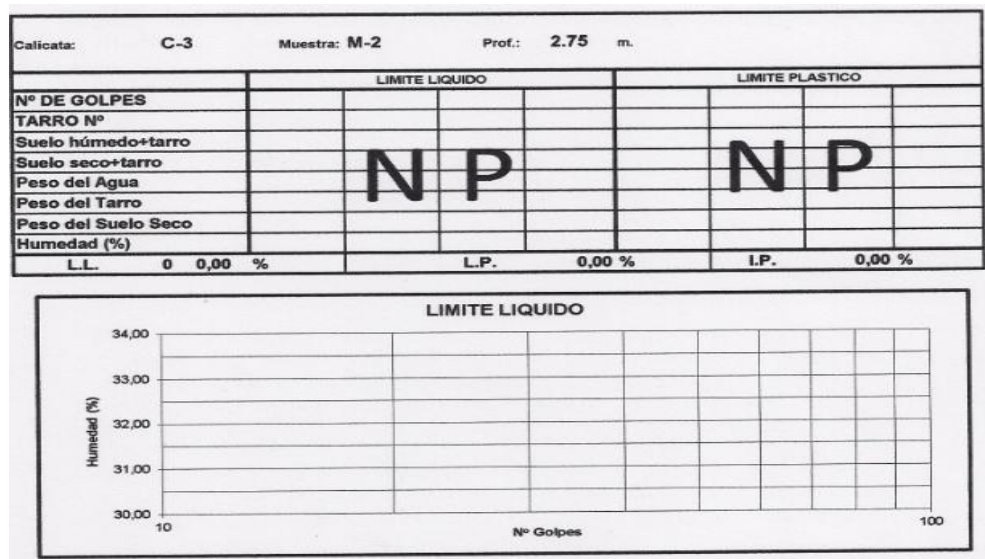 Calicata: C-3 Muestra: M-2 Prof.: 2.75 m.
LIMITE LIQUIDO LIMITE PLASTICO
Nº DE GOLPES
TARRO Nº
Suelo húmedo+tarro
Suelo seco+tarro
N P N P
Peso del Agua
Peso del Tarro
Peso del Suelo Seco
Humedad (%)
L.L. 0 0,00 % L.P. 0,00 % I.P. 0,00 %
LIMITE LIQUIDO
34,00
33,00
32,00
31,00
30,00
Humedad (%)
10 100
Nº Golpes